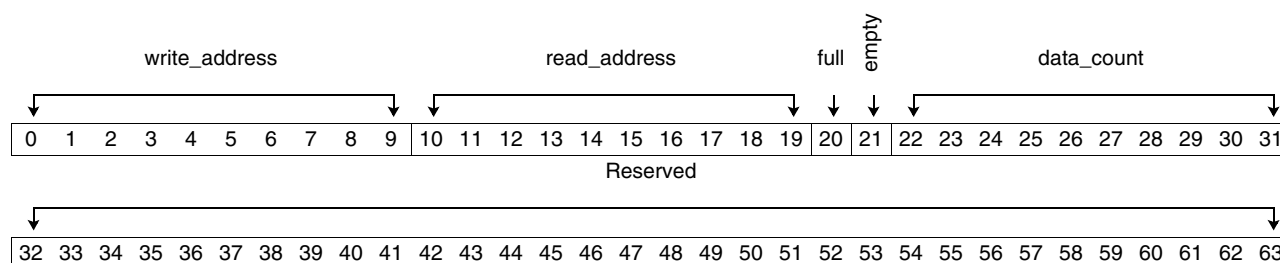 write_address read_address full empty data_count
0 1 2 3 4 5 6 7 8 9 10 11 12 13 14 15 16 17 18 19 20 21 22 23 24 25 26 27 28 29 30 31
Reserved
32 33 34 35 36 37 38 39 40 41 42 43 44 45 46 47 48 49 50 51 52 53 54 55 56 57 58 59 60 61 62 63